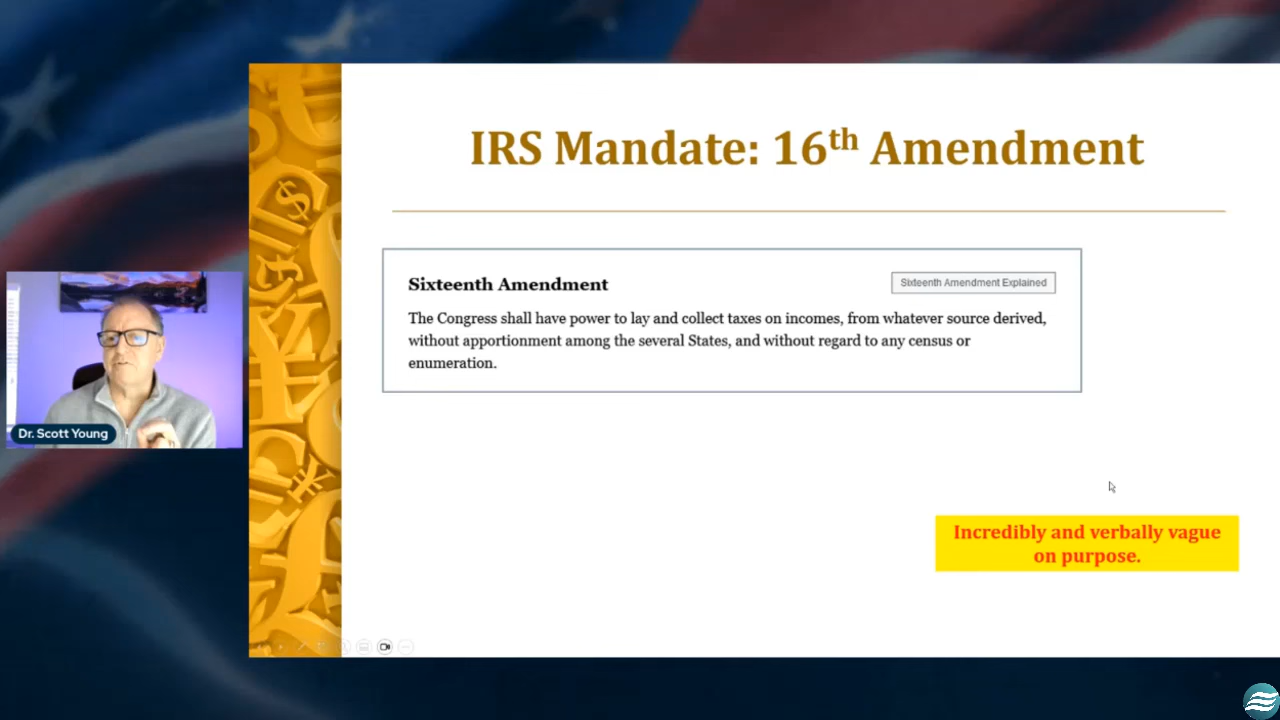 IRS Mandate: 16th Amendment
Sixteenth Amendment
Sixteenth Amendment Explained
The Congress shall have power to lay and collect taxes on incomes, from whatever source derived,
without apportionment among the several States, and without regard to any census or
enumeration.
Dr. Scott Young
Incredibly and verbally vague
on purpose.